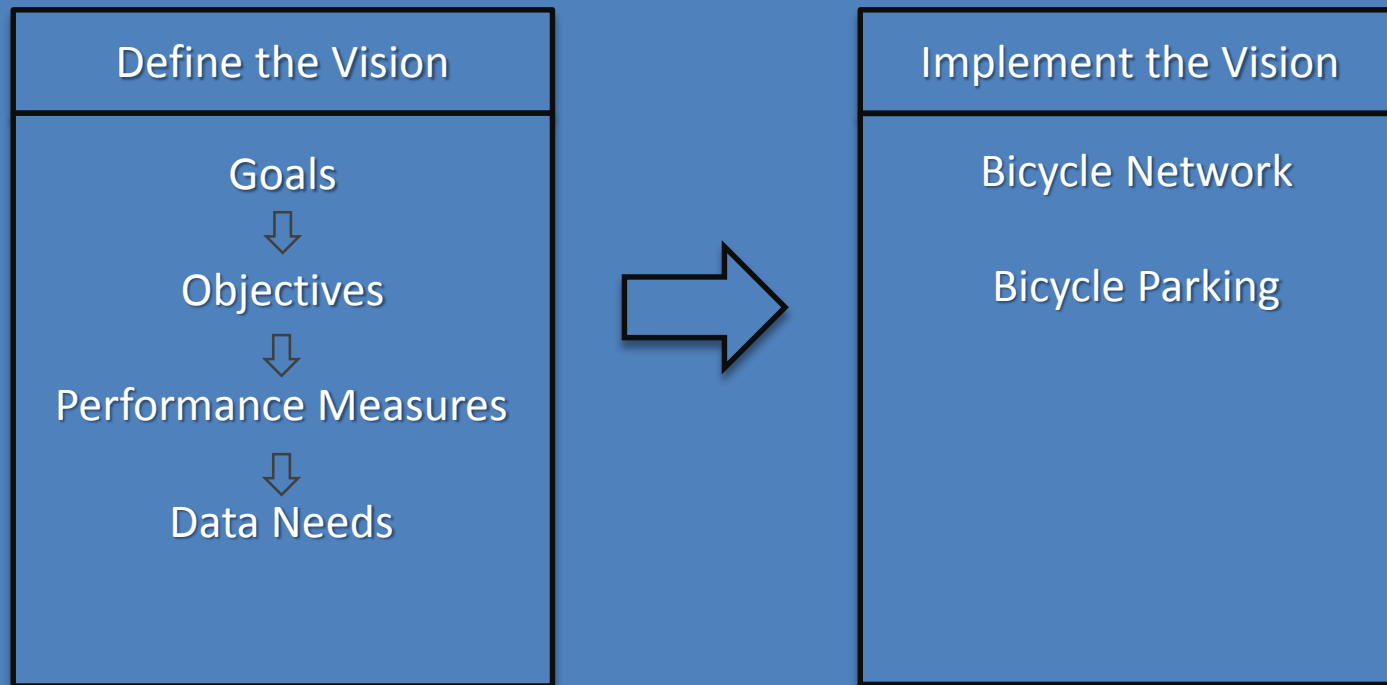 Define the Vision
Goals
Objectives
Performance Measures
Data Needs
Implement the Vision
Bicycle Network
Bicycle Parking